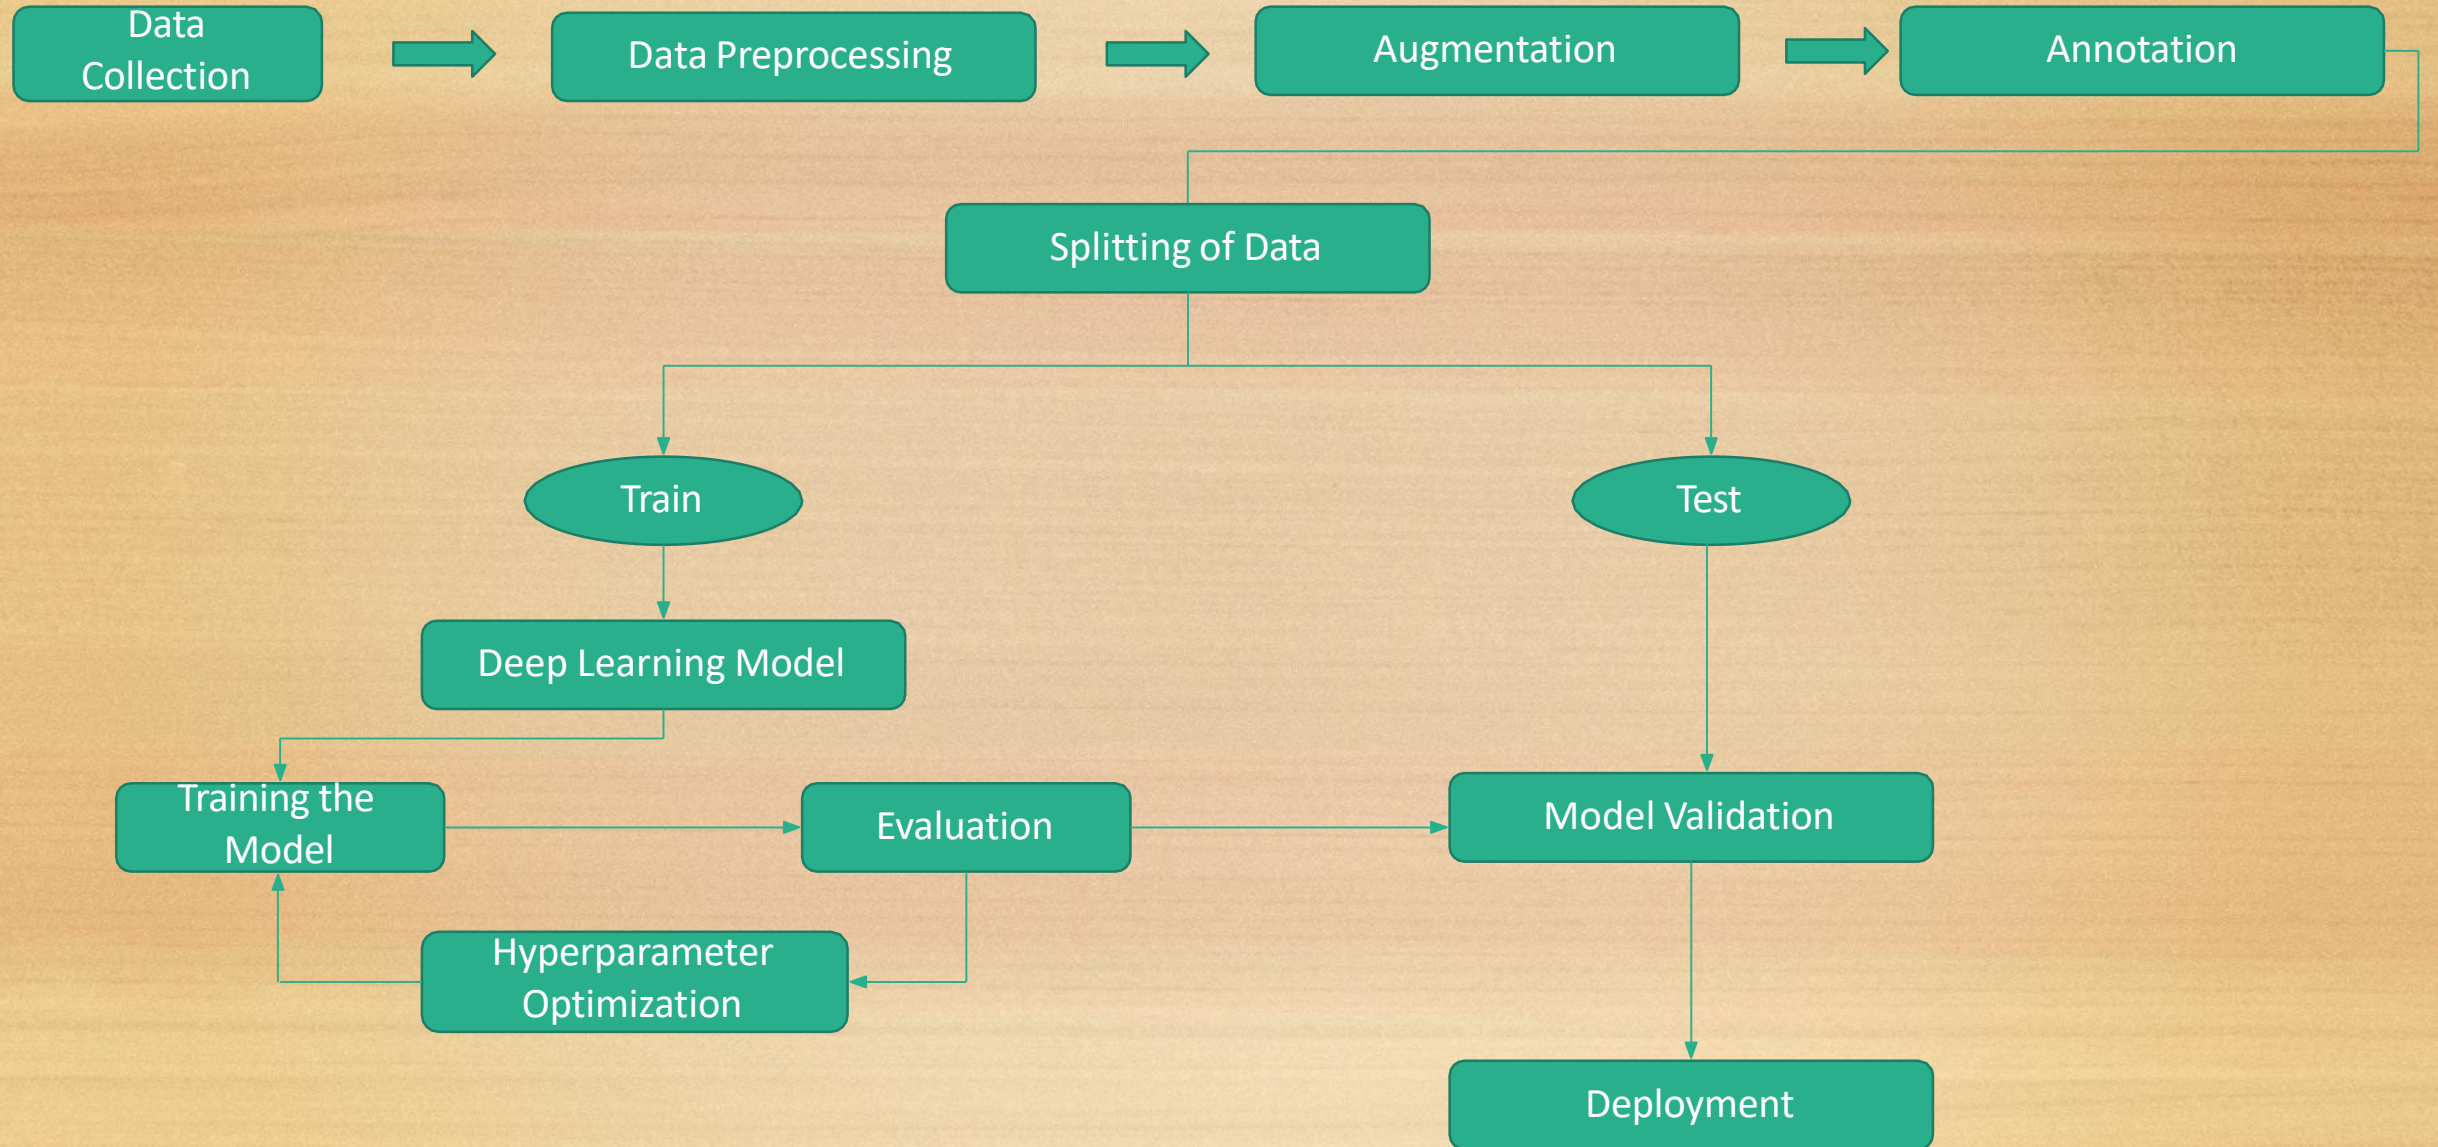 Data
Collection
Data Preprocessing
Augmentation
Annotation
Splitting of Data
Train
Test
Deep Learning Model
Training the
Model
Evaluation
Model Validation
Hyperparameter
Optimization
Deployment